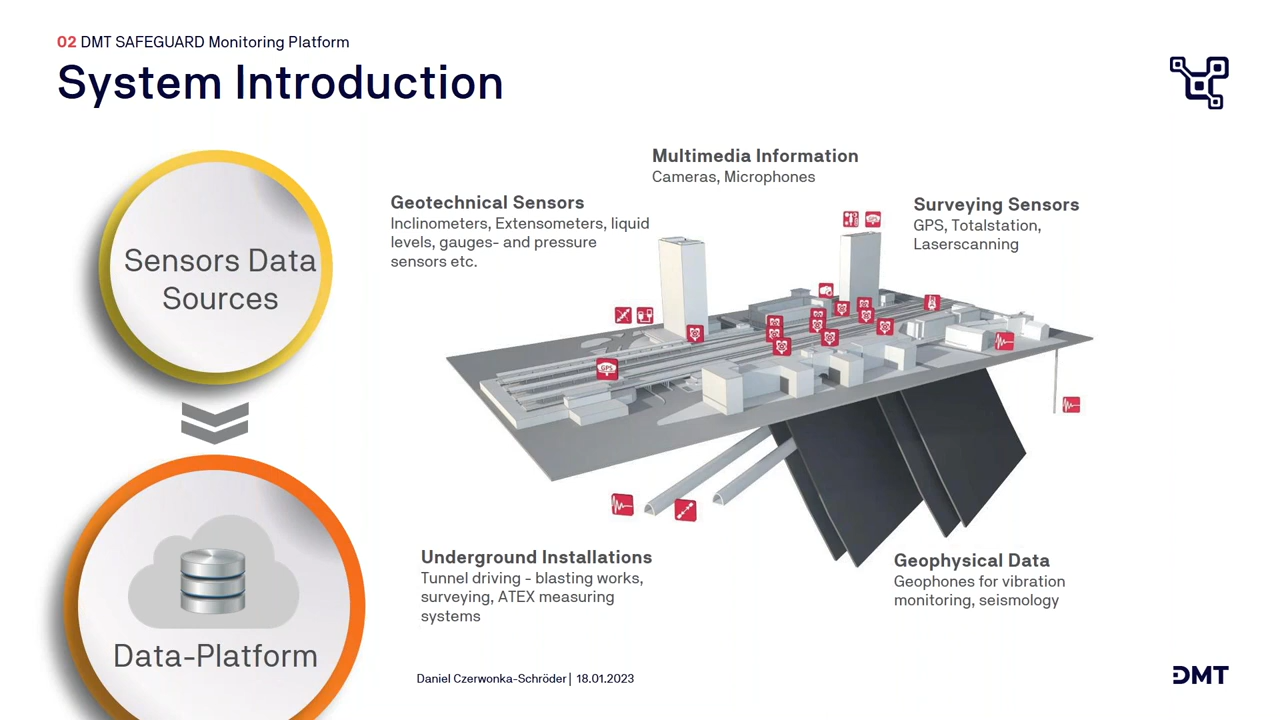 02 DMT SAFEGUARD Monitoring Platform
System Introduction
Multimedia Information
Cameras, Microphones
Geotechnical Sensors
Inclinometers, Extensometers, liquid
levels, gauges- and pressure
sensors etc.
Surveying Sensors
GPS, Totalstation,
Laserscanning
Sensors Data
Sources
GPS
GPS
Underground Installations
Tunnel driving - blasting works,
surveying, ATEX measuring
systems
Geophysical Data
Geophones for vibration
monitoring, seismology
Data-Platform
Daniel Czerwonka-Schröder | 18.01.2023
DMT